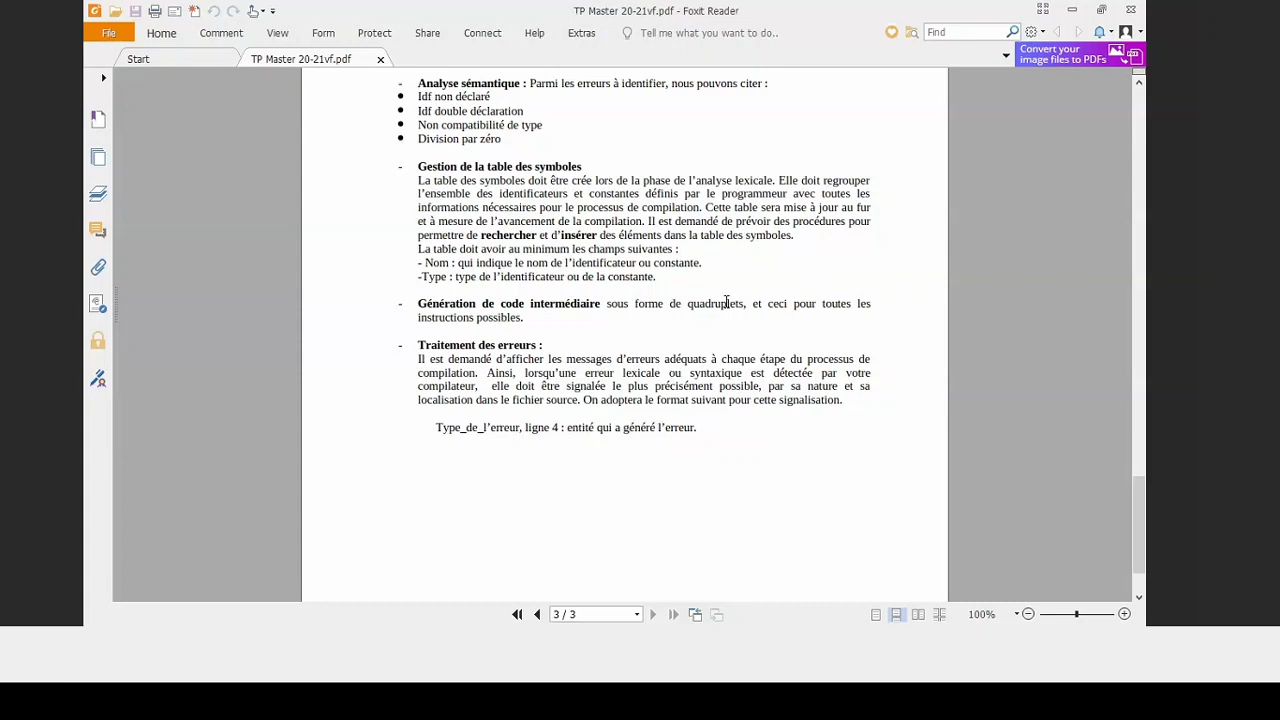 TP Master 20-21vf.pdf - Foxit Reader
File Home Comment View Form Protect Share Connect Help Extras Tell me what you want to do.. Find
Start TP Master 20-21vf.pdf
Convert your
image files to PDFs
- Analyse sémantique : Parmi les erreurs à identifier, nous pouvons citer :
• Idf non déclaré
• Idf double déclaration
• Non compatibilité de type
• Division par zéro
- Gestion de la table des symboles
La table des symboles doit être crée lors de la phase de l’analyse lexicale. Elle doit regrouper
l’ensemble des identificateurs et constantes définis par le programmeur avec toutes les
informations nécessaires pour le processus de compilation. Cette table sera mise à jour au fur
et à mesure de l’avancement de la compilation. Il est demandé de prévoir des procédures pour
permettre de rechercher et d’insérer des éléments dans la table des symboles.
La table doit avoir au minimum les champs suivantes :
- Nom : qui indique le nom de l’identificateur ou constante.
-Type : type de l’identificateur ou de la constante.
- Génération de code intermédiaire sous forme de quadruplets, et ceci pour toutes les
instructions possibles.
- Traitement des erreurs :
Il est demandé d’afficher les messages d’erreurs adéquats à chaque étape du processus de
compilation. Ainsi, lorsqu’une erreur lexicale ou syntaxique est détectée par votre
compilateur, elle doit être signalée le plus précisément possible, par sa nature et sa
localisation dans le fichier source. On adoptera le format suivant pour cette signalisation.
Type_de_l’erreur, ligne 4 : entité qui a généré l’erreur.
3 / 3
100%